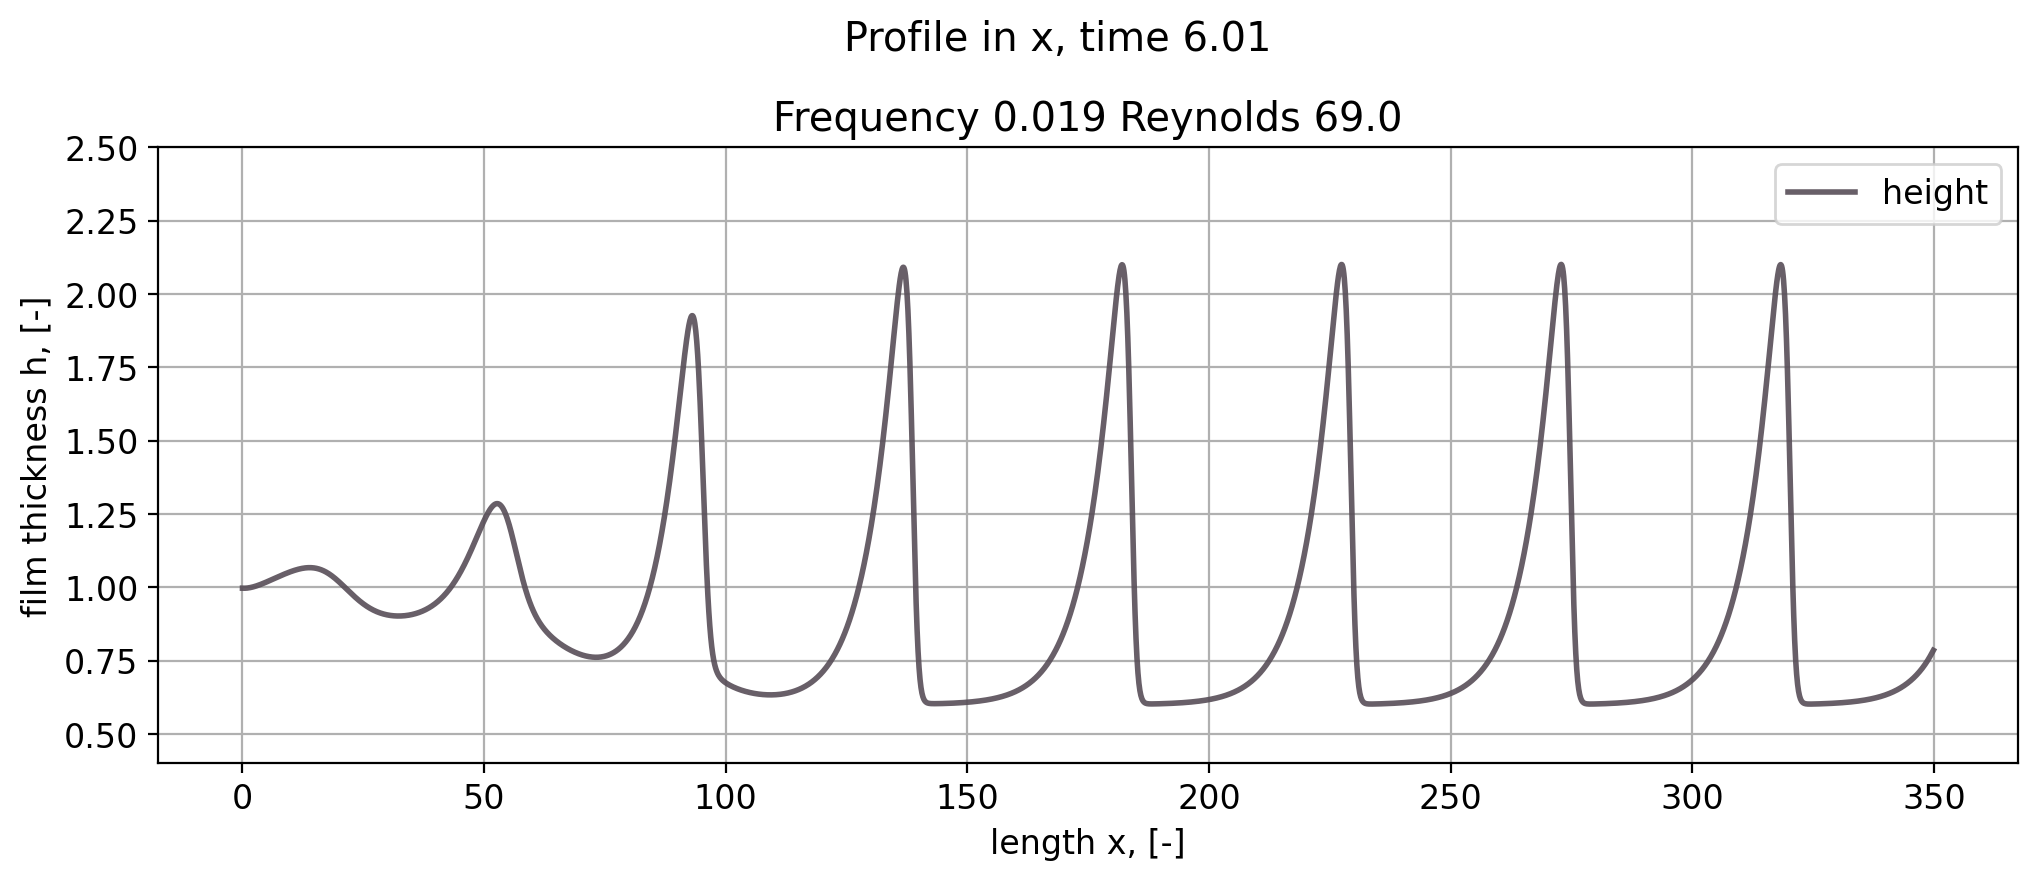 Profile in x, time 6.01
Frequency 0.019 Reynolds 69.0
height
film thickness h, [-]
2.50
2.25
2.00
1.75
1.50
1.25
1.00
0.75
0.50
0 50 100 150 200 250 300 350
length x, [-]